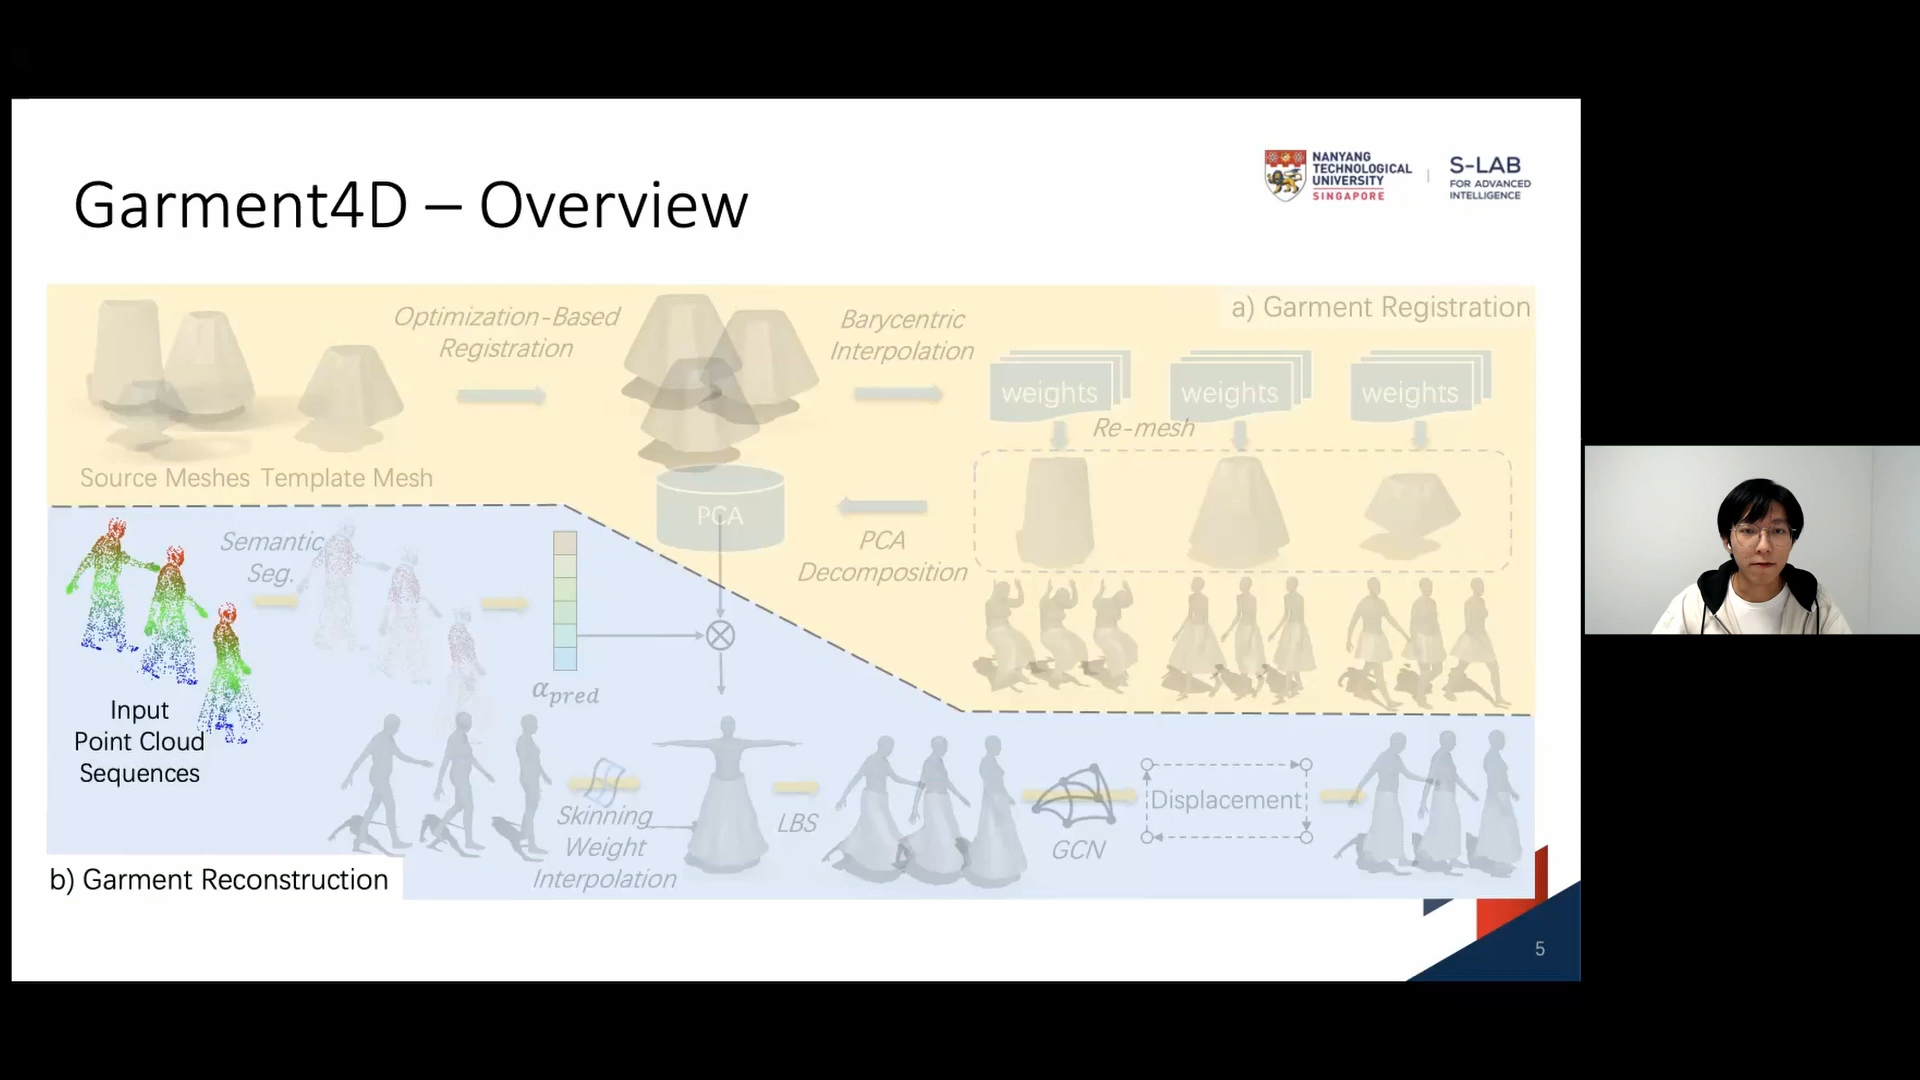 Garment4D – Overview
NANYANG
TECHNOLOGICAL
UNIVERSITY
SINGAPORE
S-LAB
FOR ADVANCED
INTELLIGENCE
a) Garment Registration
Optimization-Based
Registration
Barycentric
Interpolation
weights
weights
weights
Re-mesh
Source Meshes
Template Mesh
PCA
PCA
Decomposition
Semantic
Seg.
αpred
Input
Point Cloud
Sequences
Skinning
Weight
Interpolation
LBS
GCN
Displacement
b) Garment Reconstruction
5